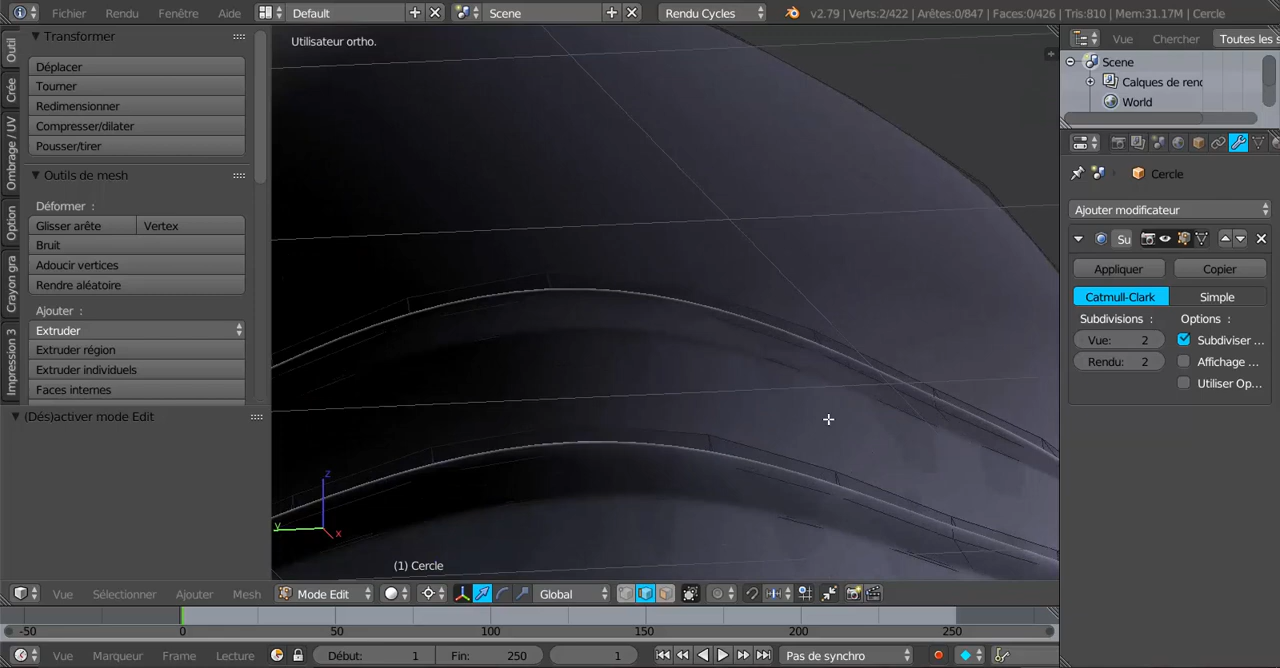 Fichier Rendu Fenêtre Aide Default Scene Rendu Cycles v2.79 | Verts:2/422 | Arêtes:0/847 | Faces:0/426 | Tris:810 | Mem:31.17M | Cercle
Outil
Crée
Ombrage / UV
Option
Crayon gra
Impression 3
Transformer
Déplacer
Tourner
Redimensionner
Compresser/dilater
Pousser/tirer
Outils de mesh
Déformer :
Glisser arête Vertex
Bruit
Adoucir vertices
Rendre aléatoire
Ajouter :
Extruder
Extruder région
Extruder individuels
Faces internes
(Dés)activer mode Edit
Utilisateur ortho.
z
y
x
(1) Cercle
Vue Sélectionner Ajouter Mesh Mode Edit Global
-50 0 50 100 150 200 250
Vue Marqueur Frame Lecture Début: 1 Fin: 250 1 Pas de synchro
Vue Chercher Toutes les s
Scene
Calques de rend
World
Cercle
Ajouter modificateur
Su
Appliquer Copier
Catmull-Clark Simple
Subdivisions : Options :
Vue: 2 Subdiviser ...
Rendu: 2 Affichage ...
Utiliser Op...